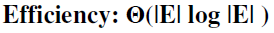 Efficiency: Θ(|E| log |E| )